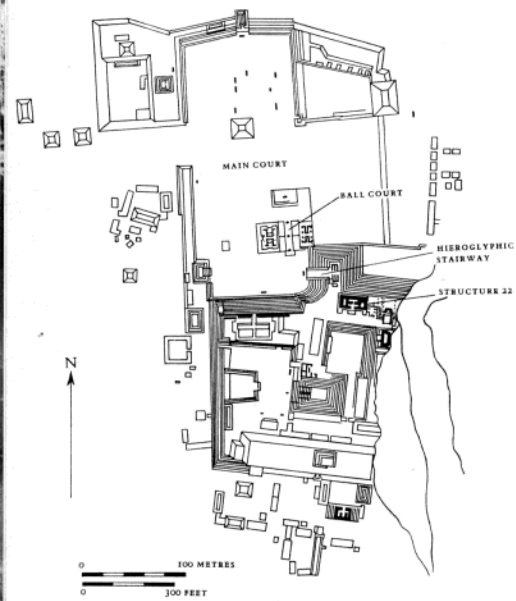 MAIN COURT
BALL COURT
HIEROGLYPHIC
STAIRWAY
STRUCTURE 22
N
0 100 METRES
0 300 FEET